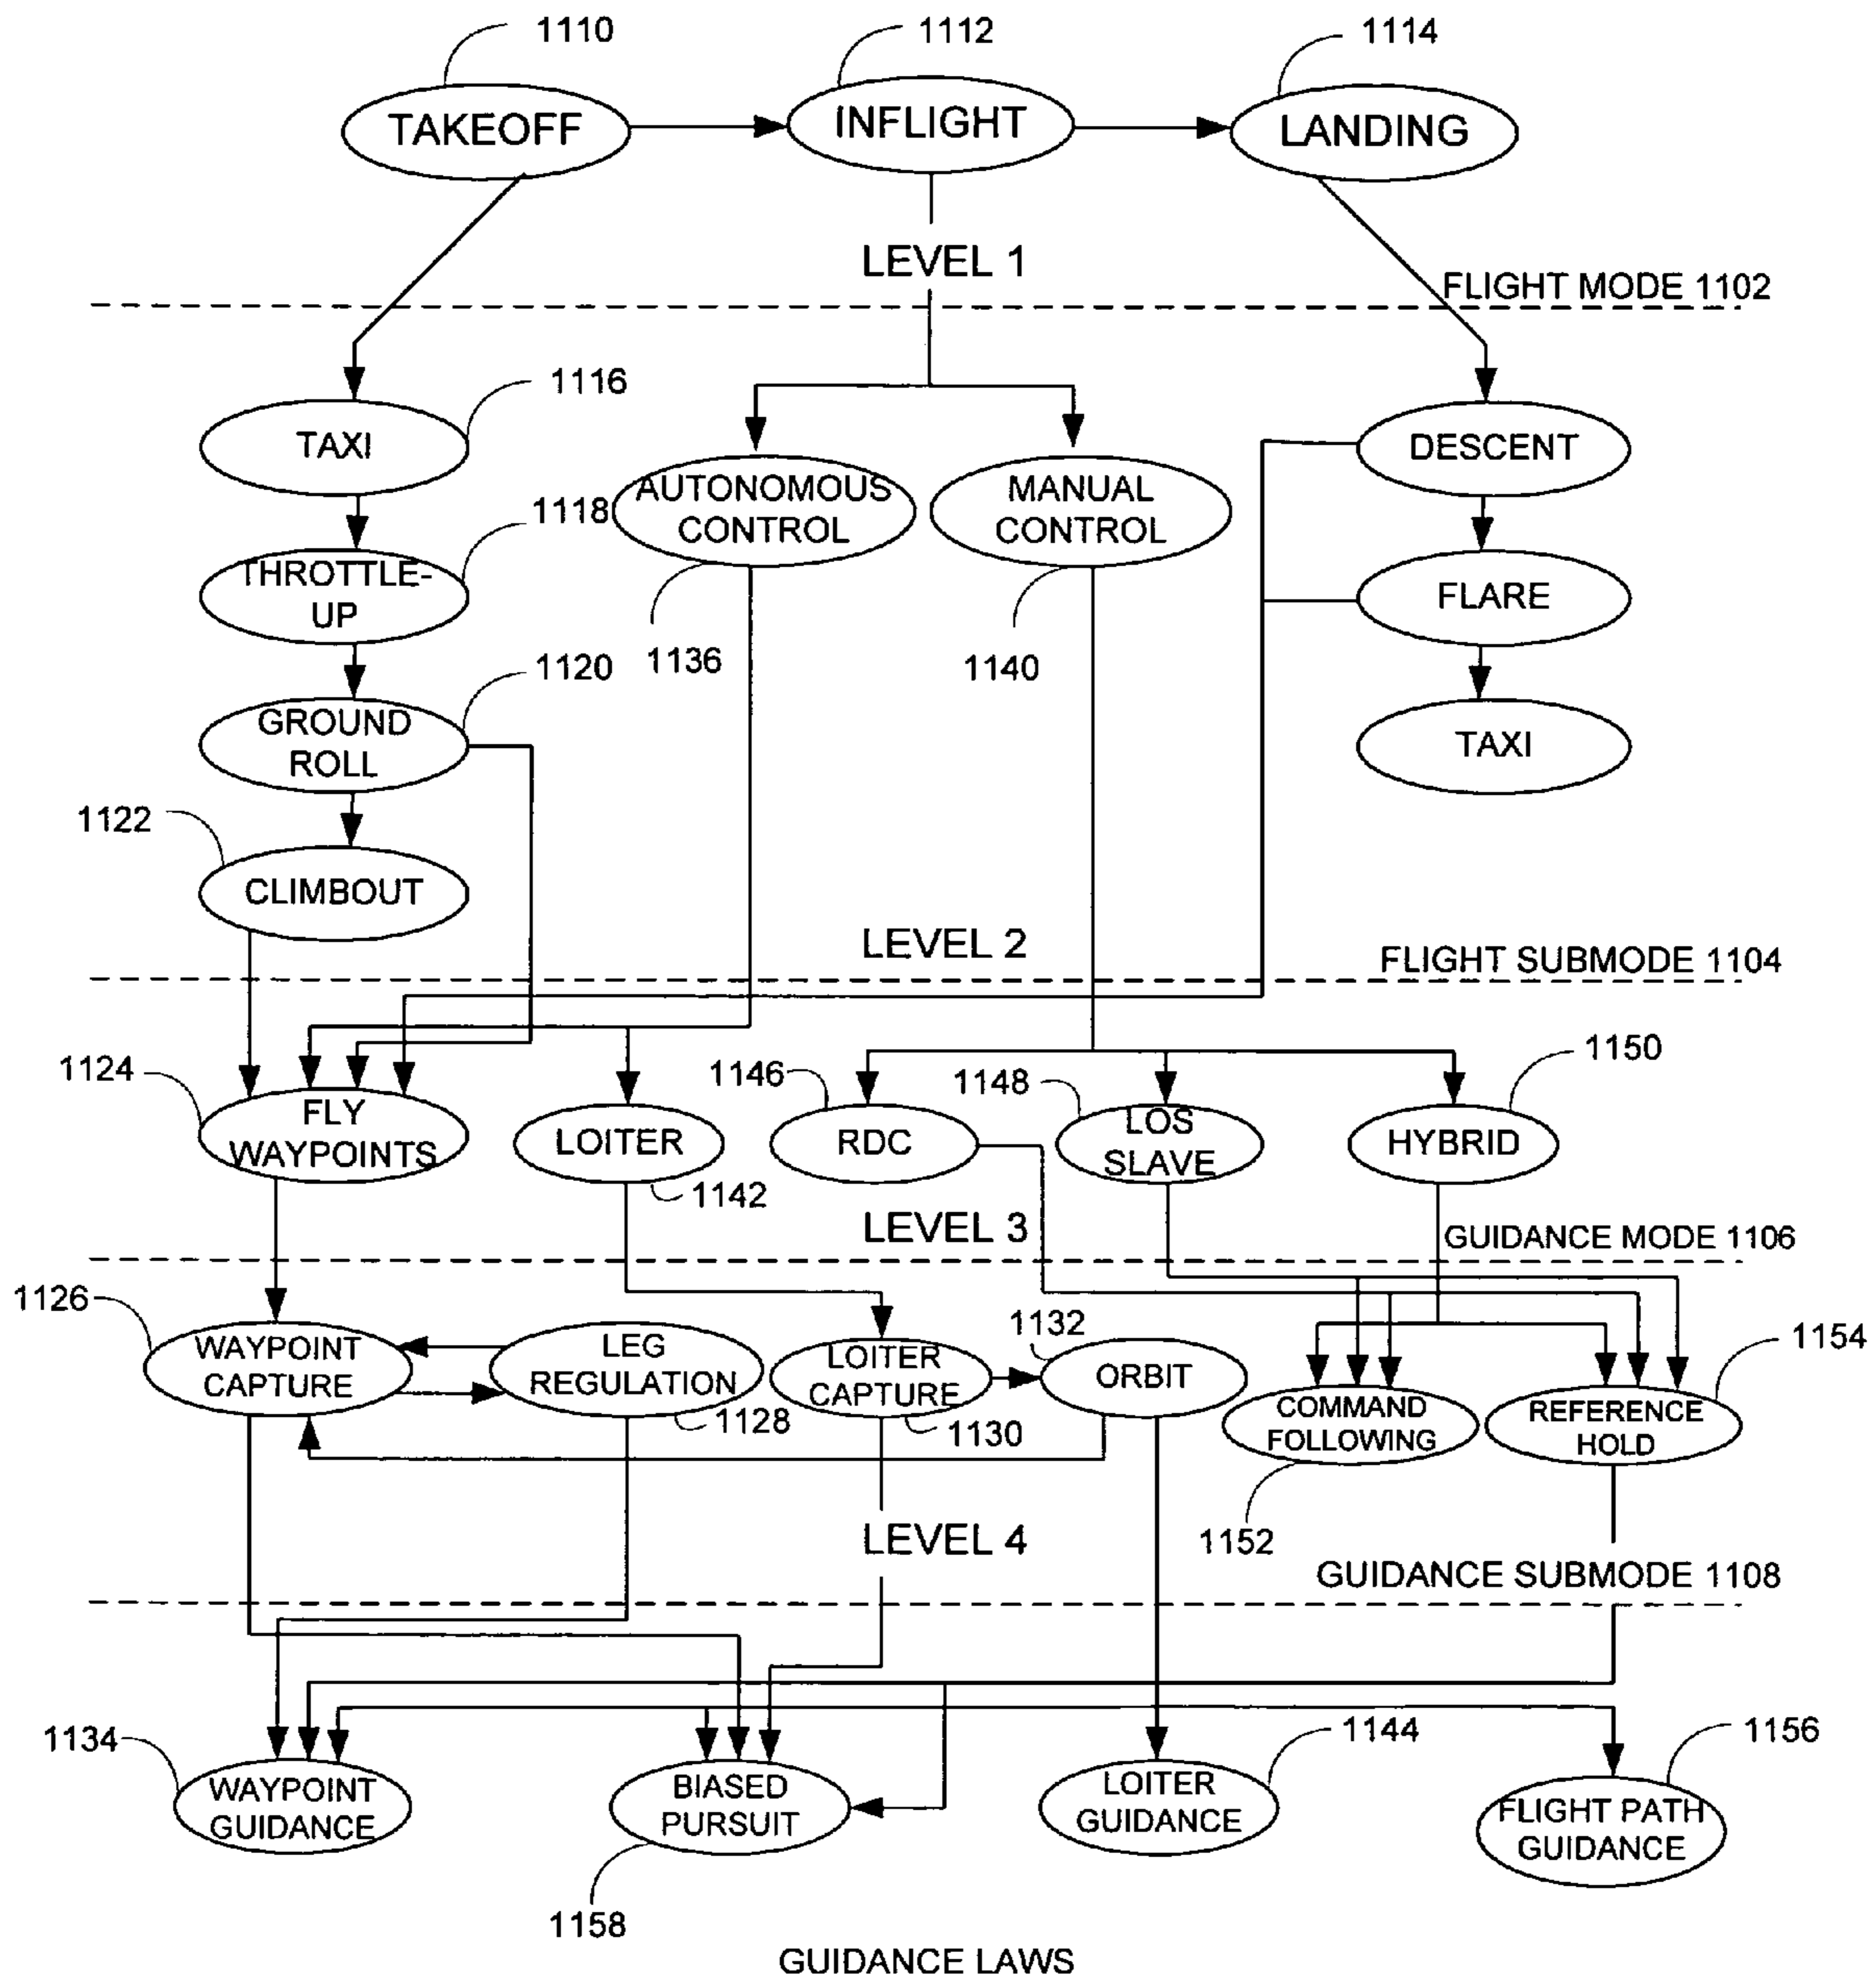 1110
1112
1114
TAKEOFF
INFLIGHT
LANDING
LEVEL 1
FLIGHT MODE 1102
1116
TAXI
AUTONOMOUS
CONTROL
MANUAL
CONTROL
DESCENT
1118
THROTTLE-
UP
FLARE
1136
1140
1120
GROUND
ROLL
TAXI
1122
CLIMBOUT
LEVEL 2
FLIGHT SUBMODE 1104
1124
1146
1148
1150
FLY
WAYPOINTS
LOITER
RDC
LOS
SLAVE
HYBRID
1142
LEVEL 3
GUIDANCE MODE 1106
1126
1132
1154
WAYPOINT
CAPTURE
LEG
REGULATION
LOITER
CAPTURE
ORBIT
COMMAND
FOLLOWING
REFERENCE
HOLD
1128
1130
1152
LEVEL 4
GUIDANCE SUBMODE 1108
1134
1144
1156
WAYPOINT
GUIDANCE
BIASED
PURSUIT
LOITER
GUIDANCE
FLIGHT PATH
GUIDANCE
1158
GUIDANCE LAWS